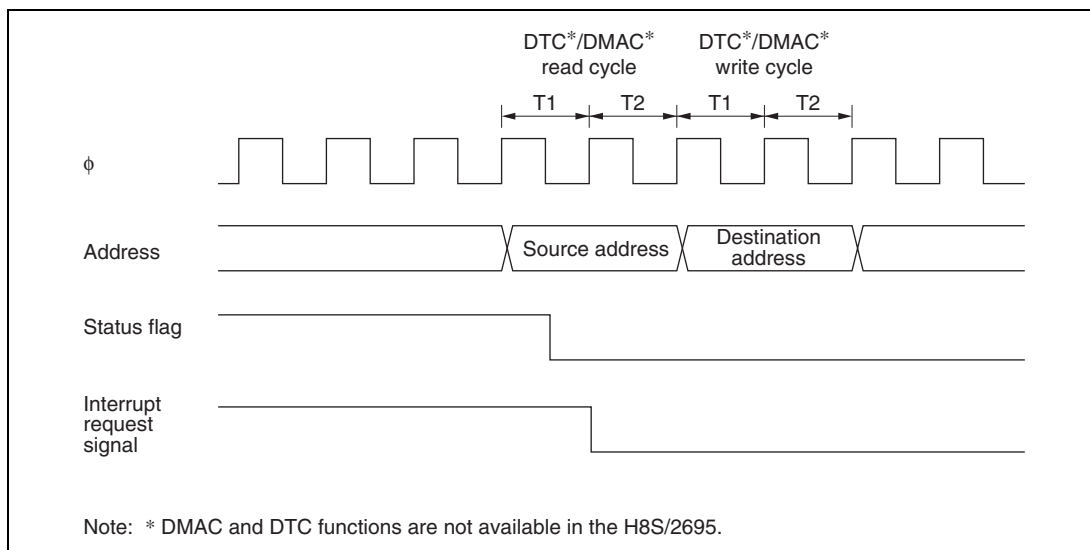 DTC*/DMAC*
read cycle
DTC*/DMAC*
write cycle
T1
T2
T1
T2
ϕ
Address
Source address
Destination
address
Status flag
Interrupt
request
signal
Note: * DMAC and DTC functions are not available in the H8S/2695.